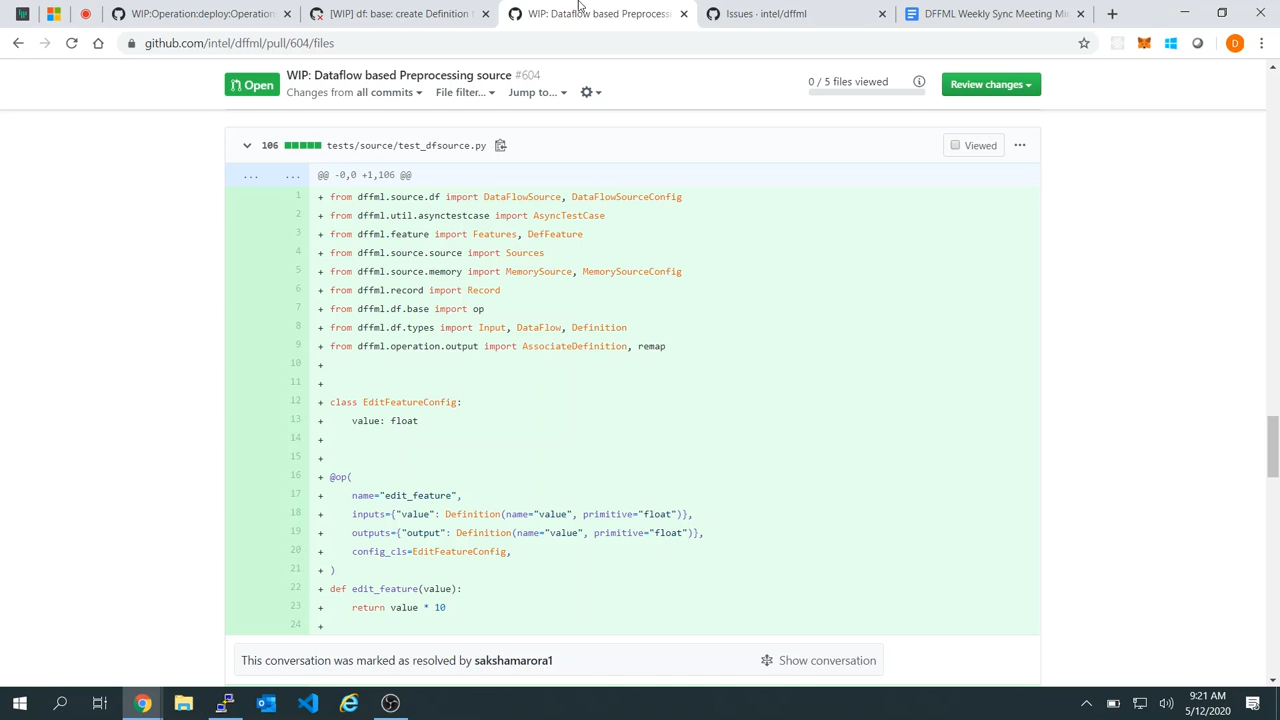 WIP:Operation:deploy:Operation
[WIP] df: base: create Definition
WIP: Dataflow based Preprocessi
Issues · intel/dffml
DFFML Weekly Sync Meeting Mi
github.com/intel/dffml/pull/604/files
D
Open
WIP: Dataflow based Preprocessing source #604
Changes from all commits
File filter...
Jump to...
0 / 5 files viewed
Review changes
106
tests/source/test_dfsource.py
Viewed
...
... ... @@ -0,0 +1,106 @@
1 + from dffml.source.df import DataFlowSource, DataFlowSourceConfig
2 + from dffml.util.asynctestcase import AsyncTestCase
3 + from dffml.feature import Features, DefFeature
4 + from dffml.source.source import Sources
5 + from dffml.source.memory import MemorySource, MemorySourceConfig
6 + from dffml.record import Record
7 + from dffml.df.base import op
8 + from dffml.df.types import Input, DataFlow, Definition
9 + from dffml.operation.output import AssociateDefinition, remap
10 +
11 +
12 + class EditFeatureConfig:
13 +     value: float
14 +
15 +
16 + @op(
17 +     name="edit_feature",
18 +     inputs={"value": Definition(name="value", primitive="float")},
19 +     outputs={"output": Definition(name="value", primitive="float")},
20 +     config_cls=EditFeatureConfig,
21 + )
22 + def edit_feature(value):
23 +     return value * 10
24 +
This conversation was marked as resolved by sakshamarora1
Show conversation
9:21 AM
5/12/2020